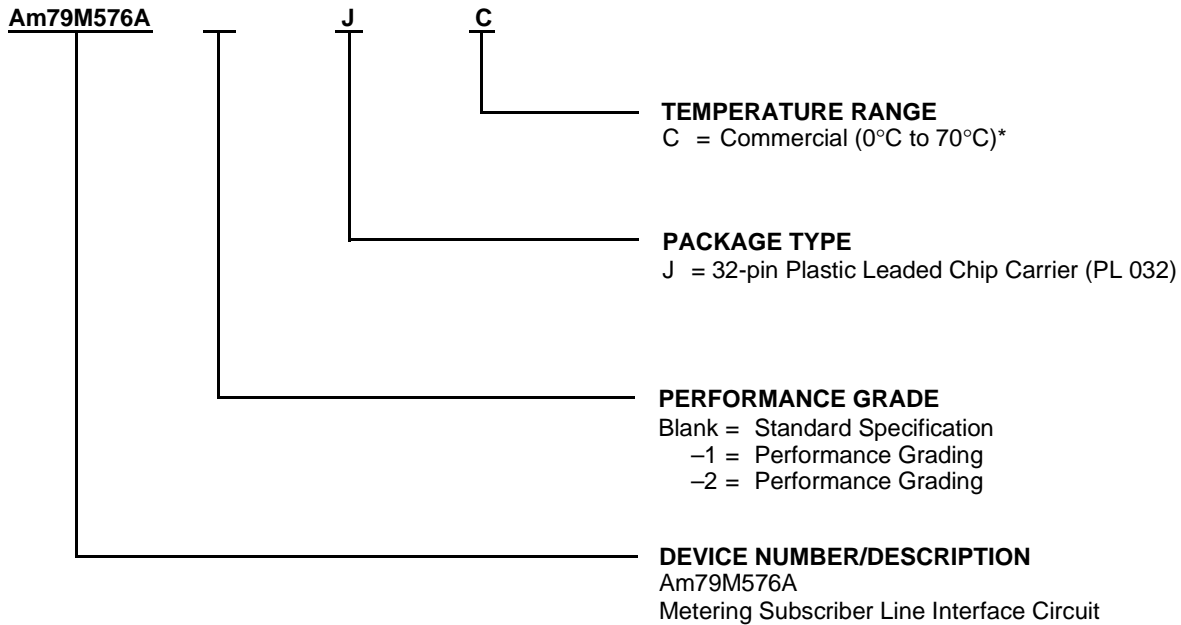 Am79M576A J C
TEMPERATURE RANGE
C = Commercial (0°C to 70°C)*
PACKAGE TYPE
J = 32-pin Plastic Leaded Chip Carrier (PL 032)
PERFORMANCE GRADE
Blank = Standard Specification
–1 = Performance Grading
–2 = Performance Grading
DEVICE NUMBER/DESCRIPTION
Am79M576A
Metering Subscriber Line Interface Circuit